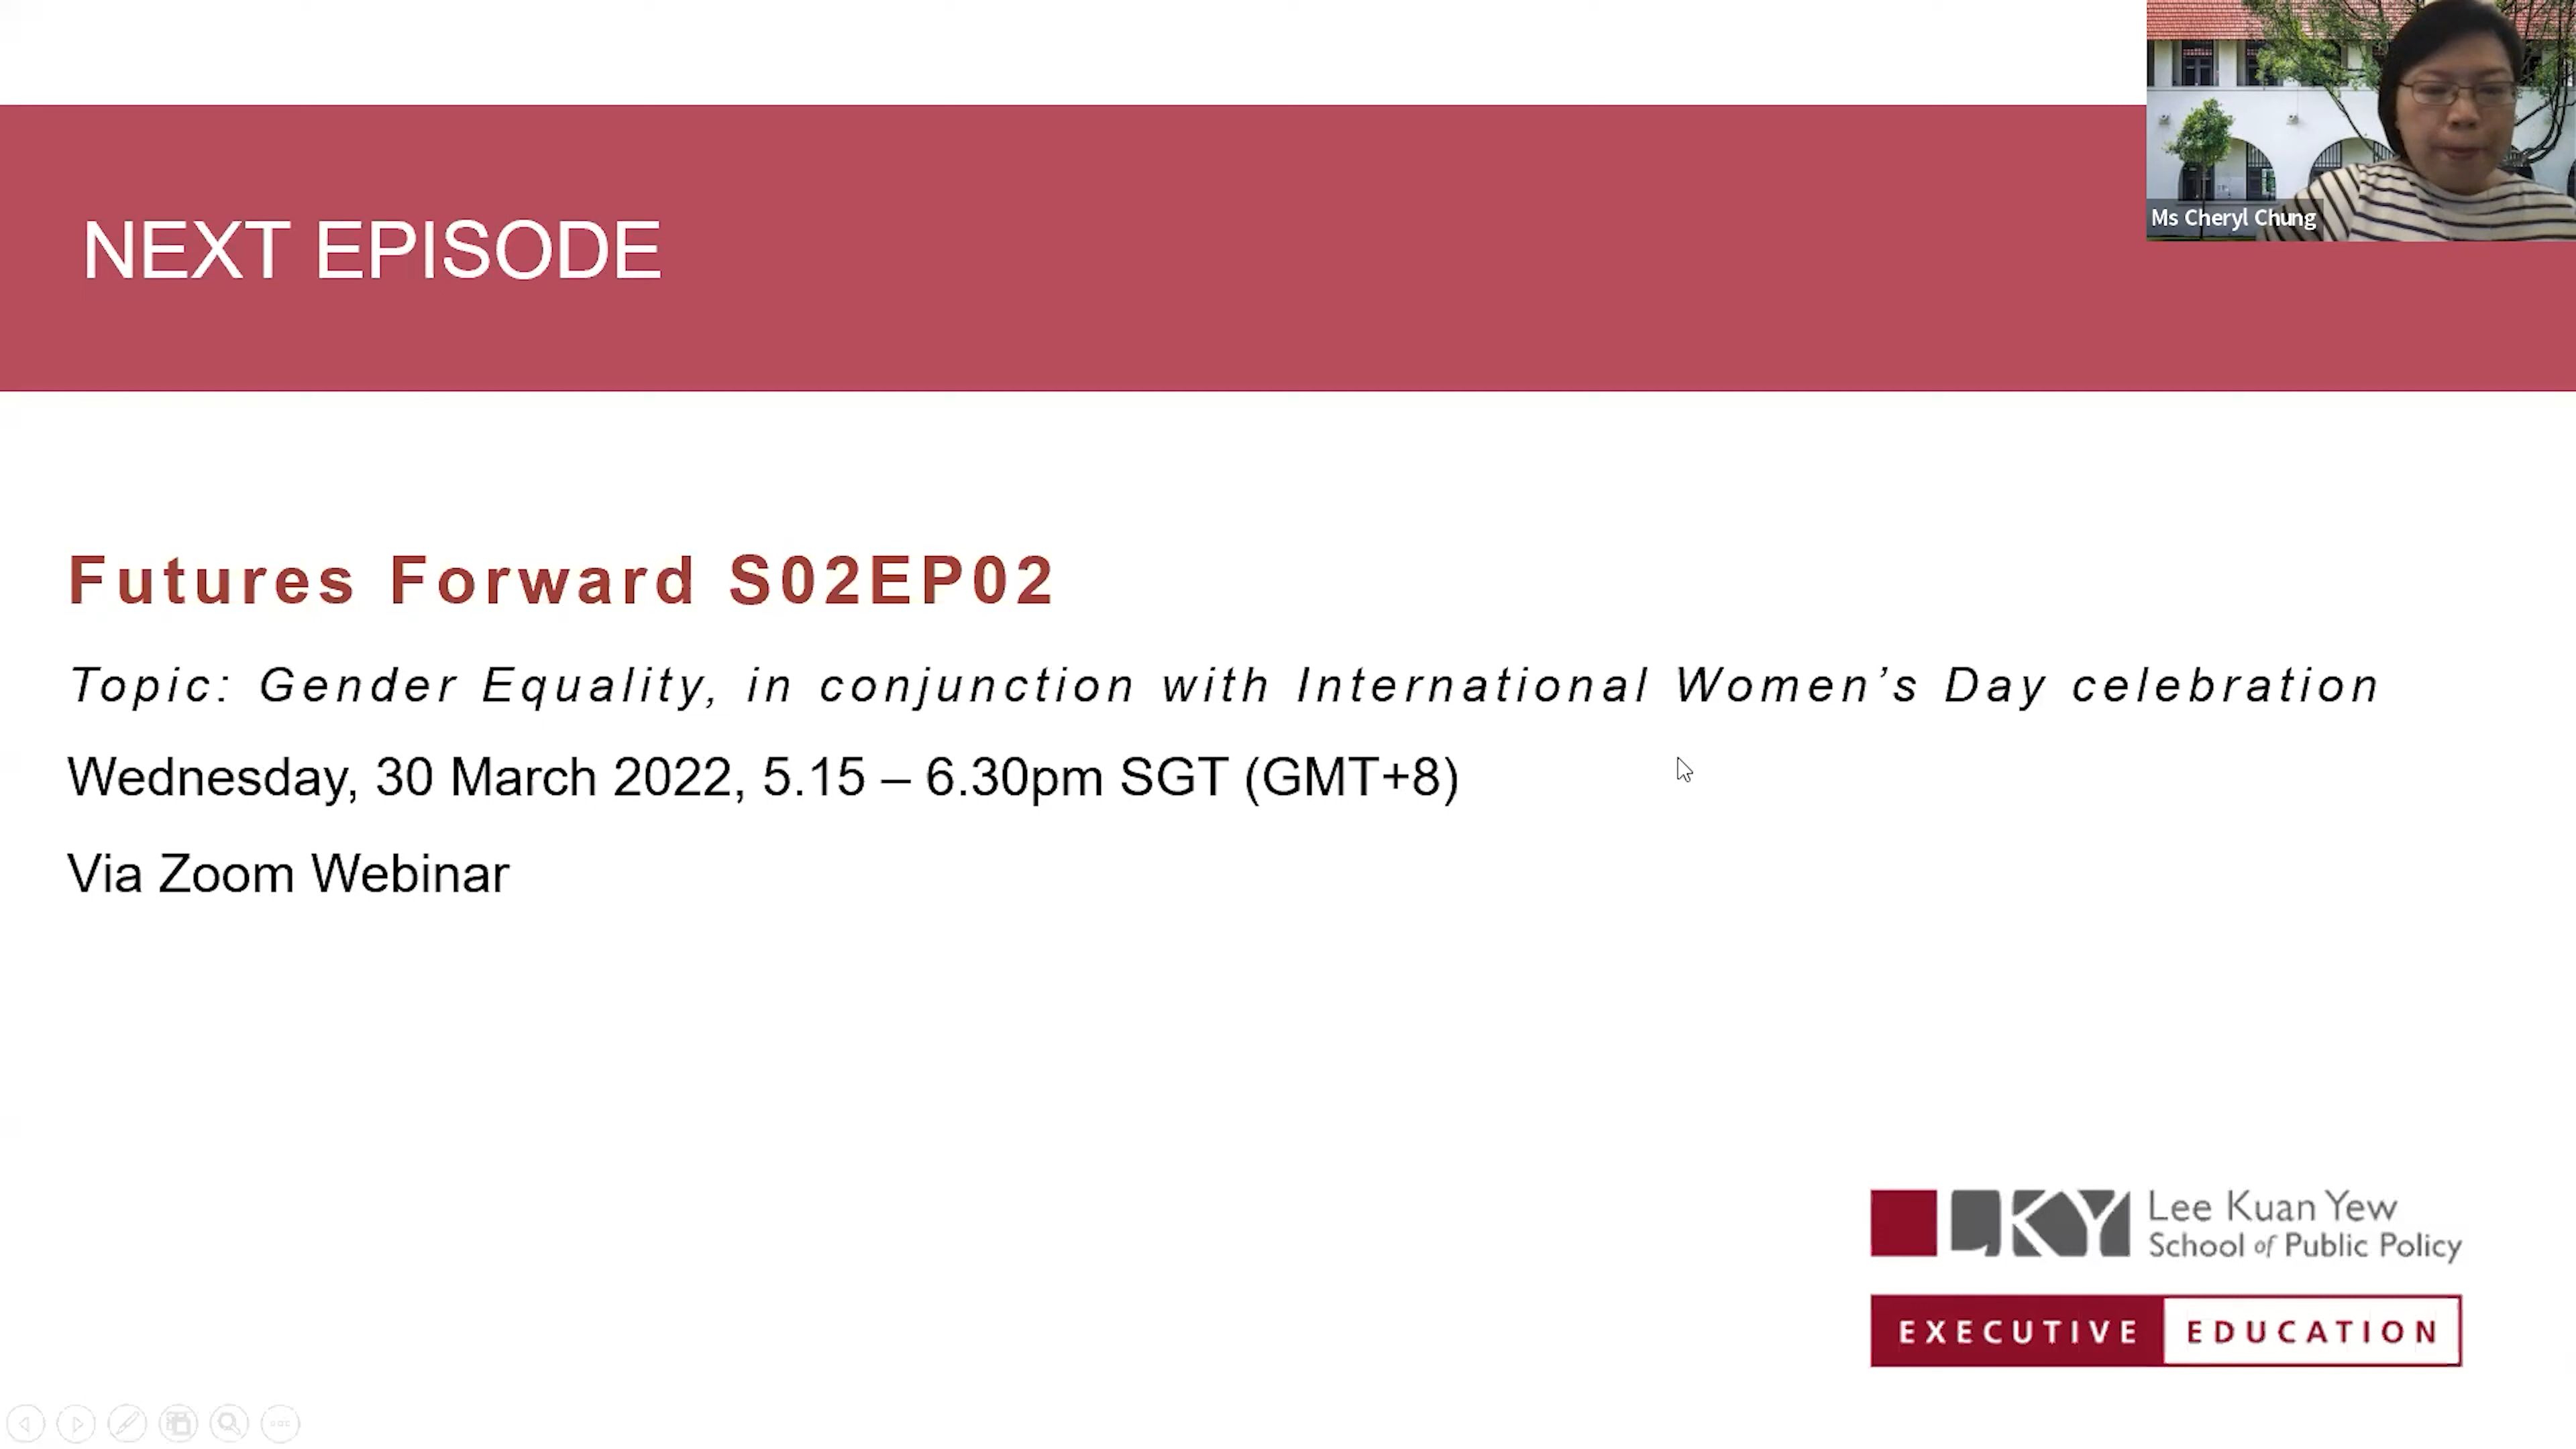 Ms Cheryl Chung
NEXT EPISODE
Futures Forward S02EP02
Topic: Gender Equality, in conjunction with International Women’s Day celebration
Wednesday, 30 March 2022, 5.15 – 6.30pm SGT (GMT+8)
Via Zoom Webinar
LKY Lee Kuan Yew
School of Public Policy
EXECUTIVE EDUCATION